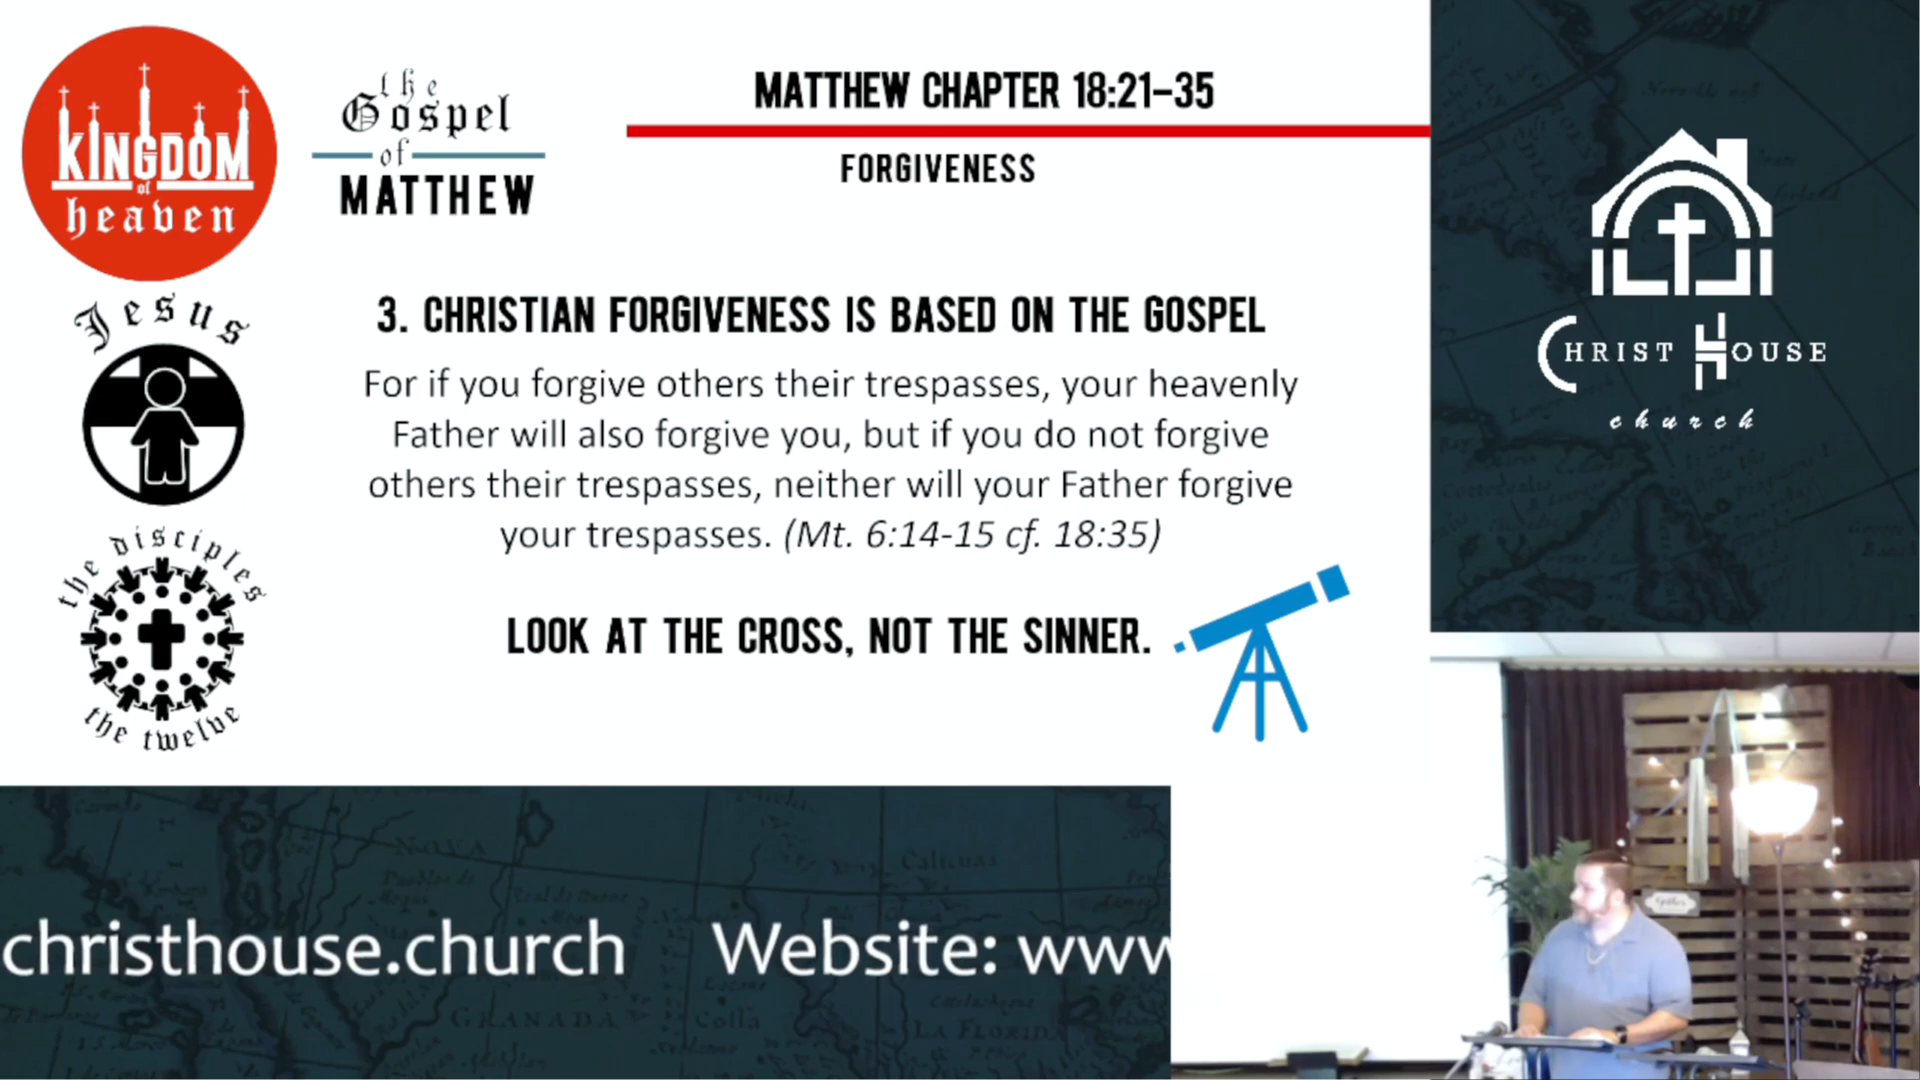 KINGDOM
of
heaven
the
Gospel
of
MATTHEW
MATTHEW CHAPTER 18:21–35
FORGIVENESS
Jesus
the disciples
the twelve
3. CHRISTIAN FORGIVENESS IS BASED ON THE GOSPEL
For if you forgive others their trespasses, your heavenly
Father will also forgive you, but if you do not forgive
others their trespasses, neither will your Father forgive
your trespasses. (Mt. 6:14-15 cf. 18:35)
LOOK AT THE CROSS, NOT THE SINNER.
CHRIST HOUSE
church
christhouse.church Website: www
GRANADA
LA FLORIDA